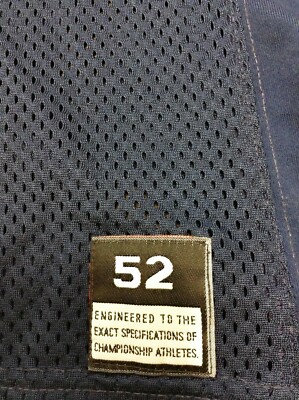 52
ENGINEERED TO THE
EXACT SPECIFICATIONS OF
CHAMPIONSHIP ATHLETES.